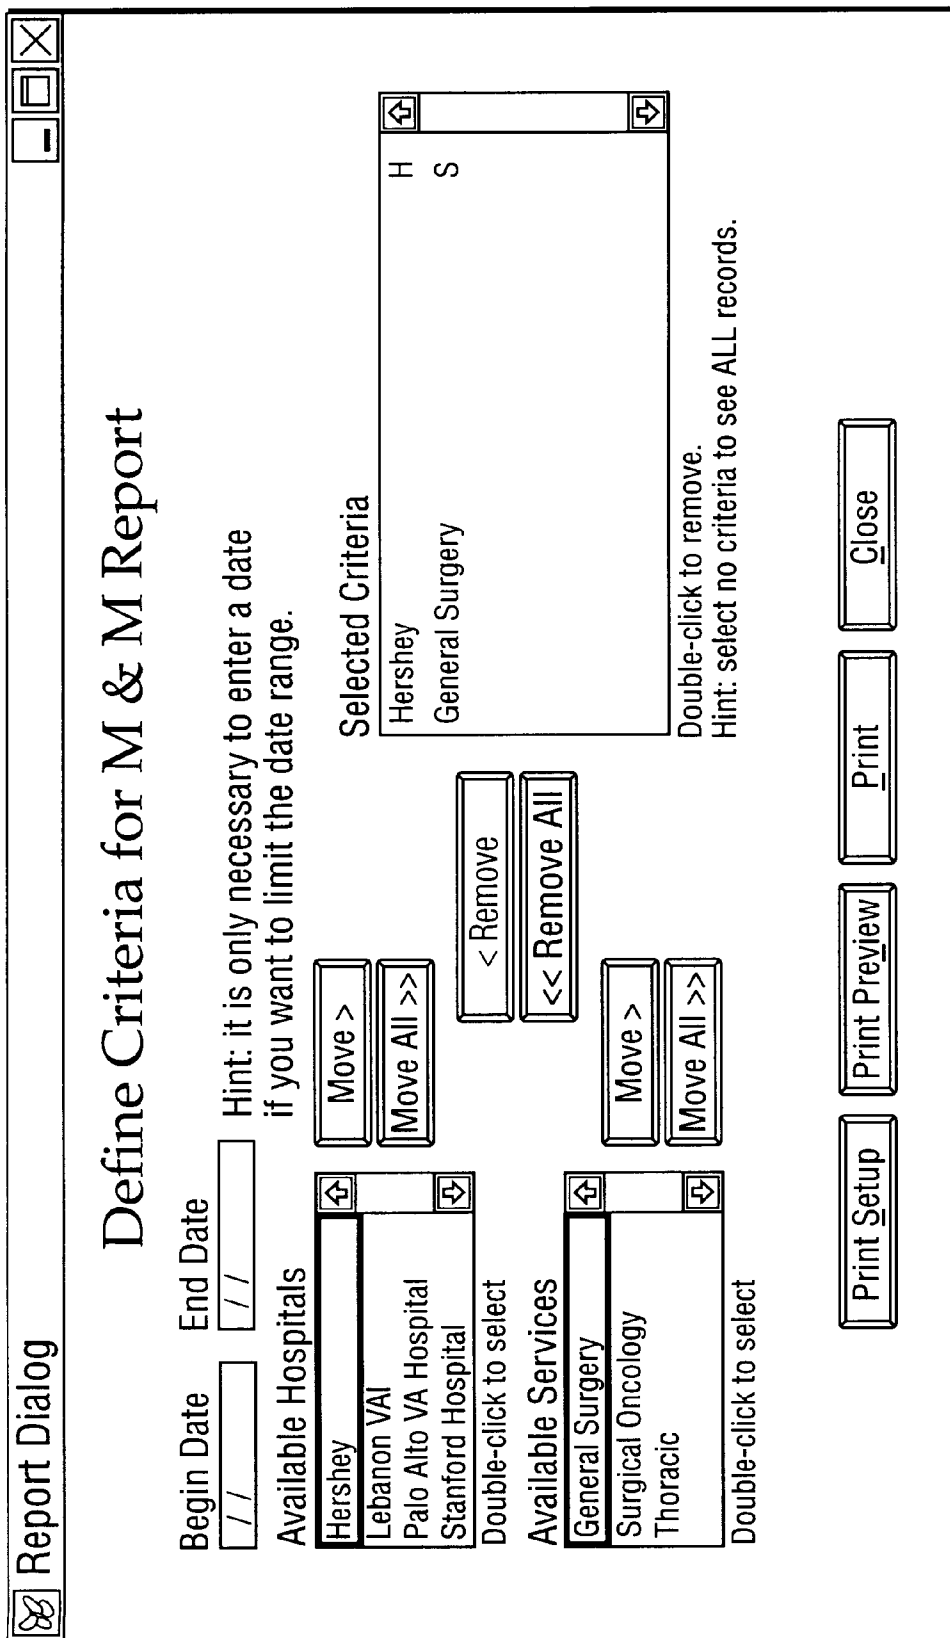 Report Dialog
Define Criteria for M & M Report
Begin Date
End Date
/ /
/ /
Hint: it is only necessary to enter a date
if you want to limit the date range.
Available Hospitals
Hershey
Lebanon VAI
Palo Alto VA Hospital
Stanford Hospital
Double-click to select
Move >
Move All >>
Available Services
General Surgery
Surgical Oncology
Thoracic
Double-click to select
Move >
Move All >>
< Remove
<< Remove All
Selected Criteria
Hershey H
General Surgery S
Double-click to remove.
Hint: select no criteria to see ALL records.
Print Setup
Print Preview
Print
Close